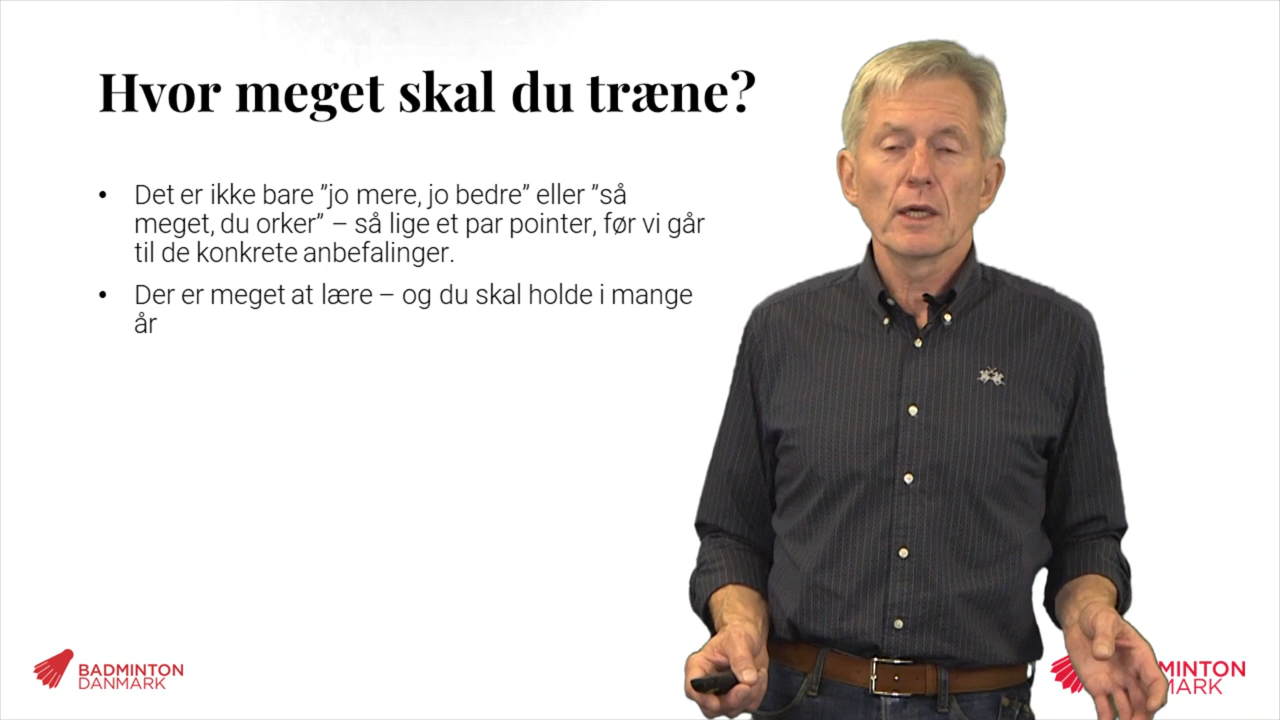 Hvor meget skal du træne?
• Det er ikke bare ”jo mere, jo bedre” eller ”så
meget, du orker” – så lige et par pointer, før vi går
til de konkrete anbefalinger.
• Der er meget at lære – og du skal holde i mange
år
BADMINTON
DANMARK
MINTON
MARK